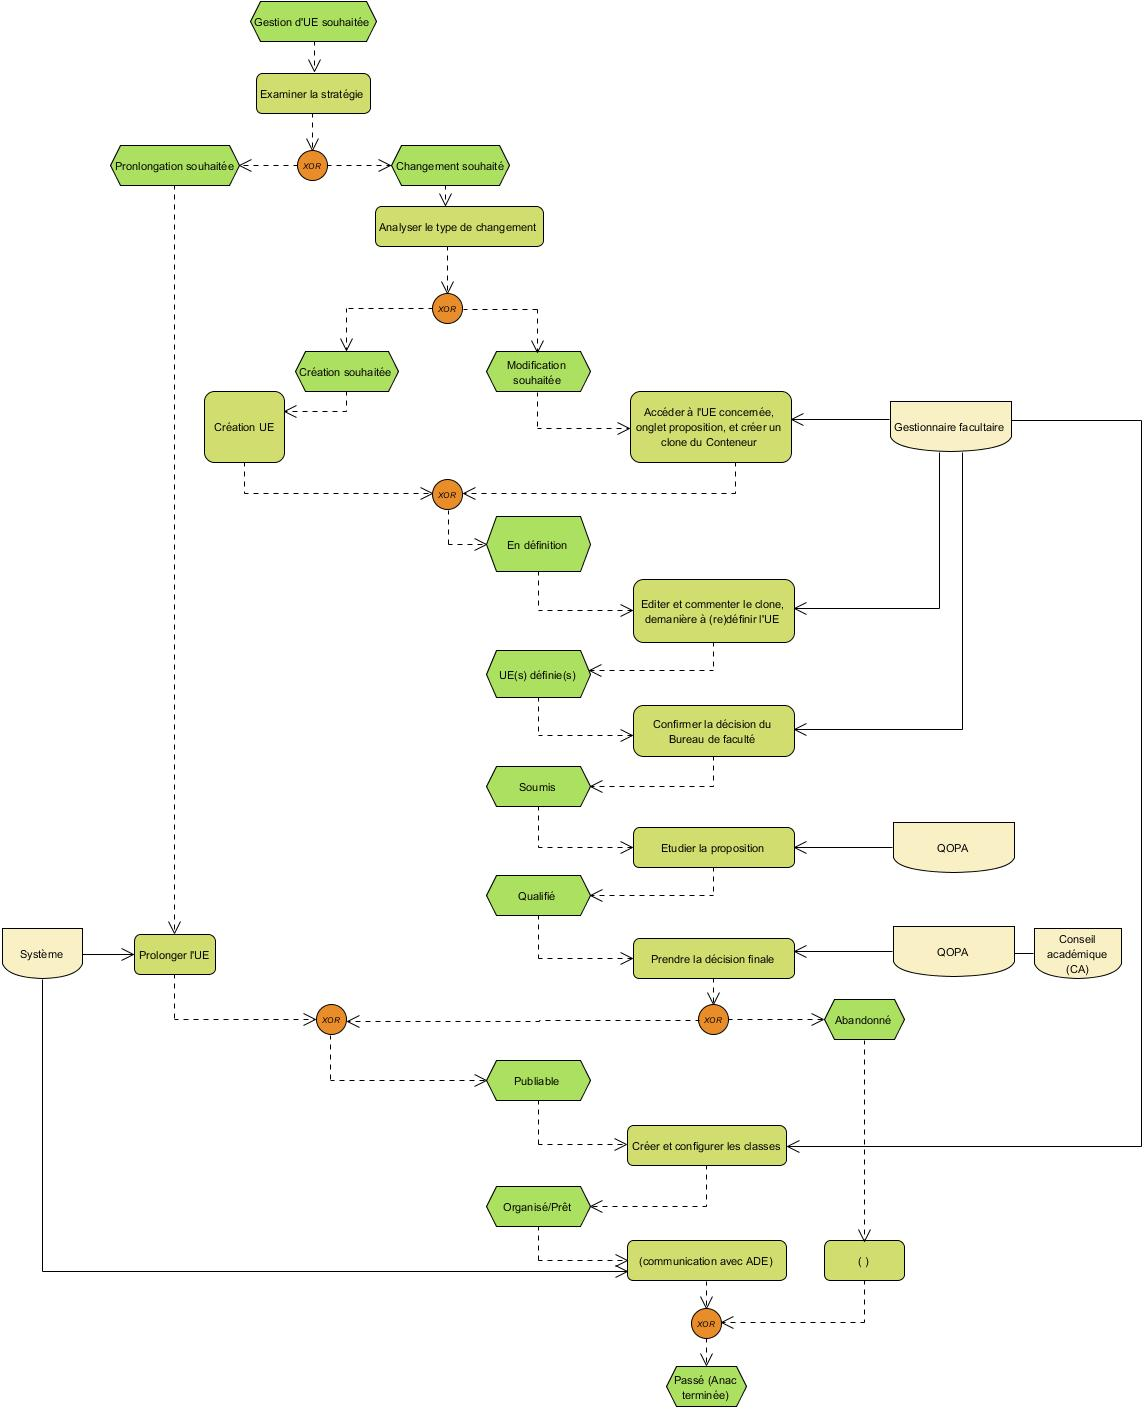 Gestion d'UE souhaitée
Examiner la stratégie
Pronlongation souhaitée
XOR
Changement souhaité
Analyser le type de changement
XOR
Création souhaitée
Modification
souhaitée
Création UE
Accéder à l'UE concernée,
onglet proposition, et créer un
clone du Conteneur
Gestionnaire facultaire
XOR
En définition
Editer et commenter le clone,
demanière à (re)définir l'UE
UE(s) définie(s)
Confirmer la décision du
Bureau de faculté
Soumis
Etudier la proposition
QOPA
Qualifié
Système
Prolonger l'UE
Prendre la décision finale
QOPA
Conseil
académique
(CA)
XOR
XOR
Abandonné
Publiable
Créer et configurer les classes
Organisé/Prêt
(communication avec ADE)
( )
XOR
Passé (Anac
terminée)